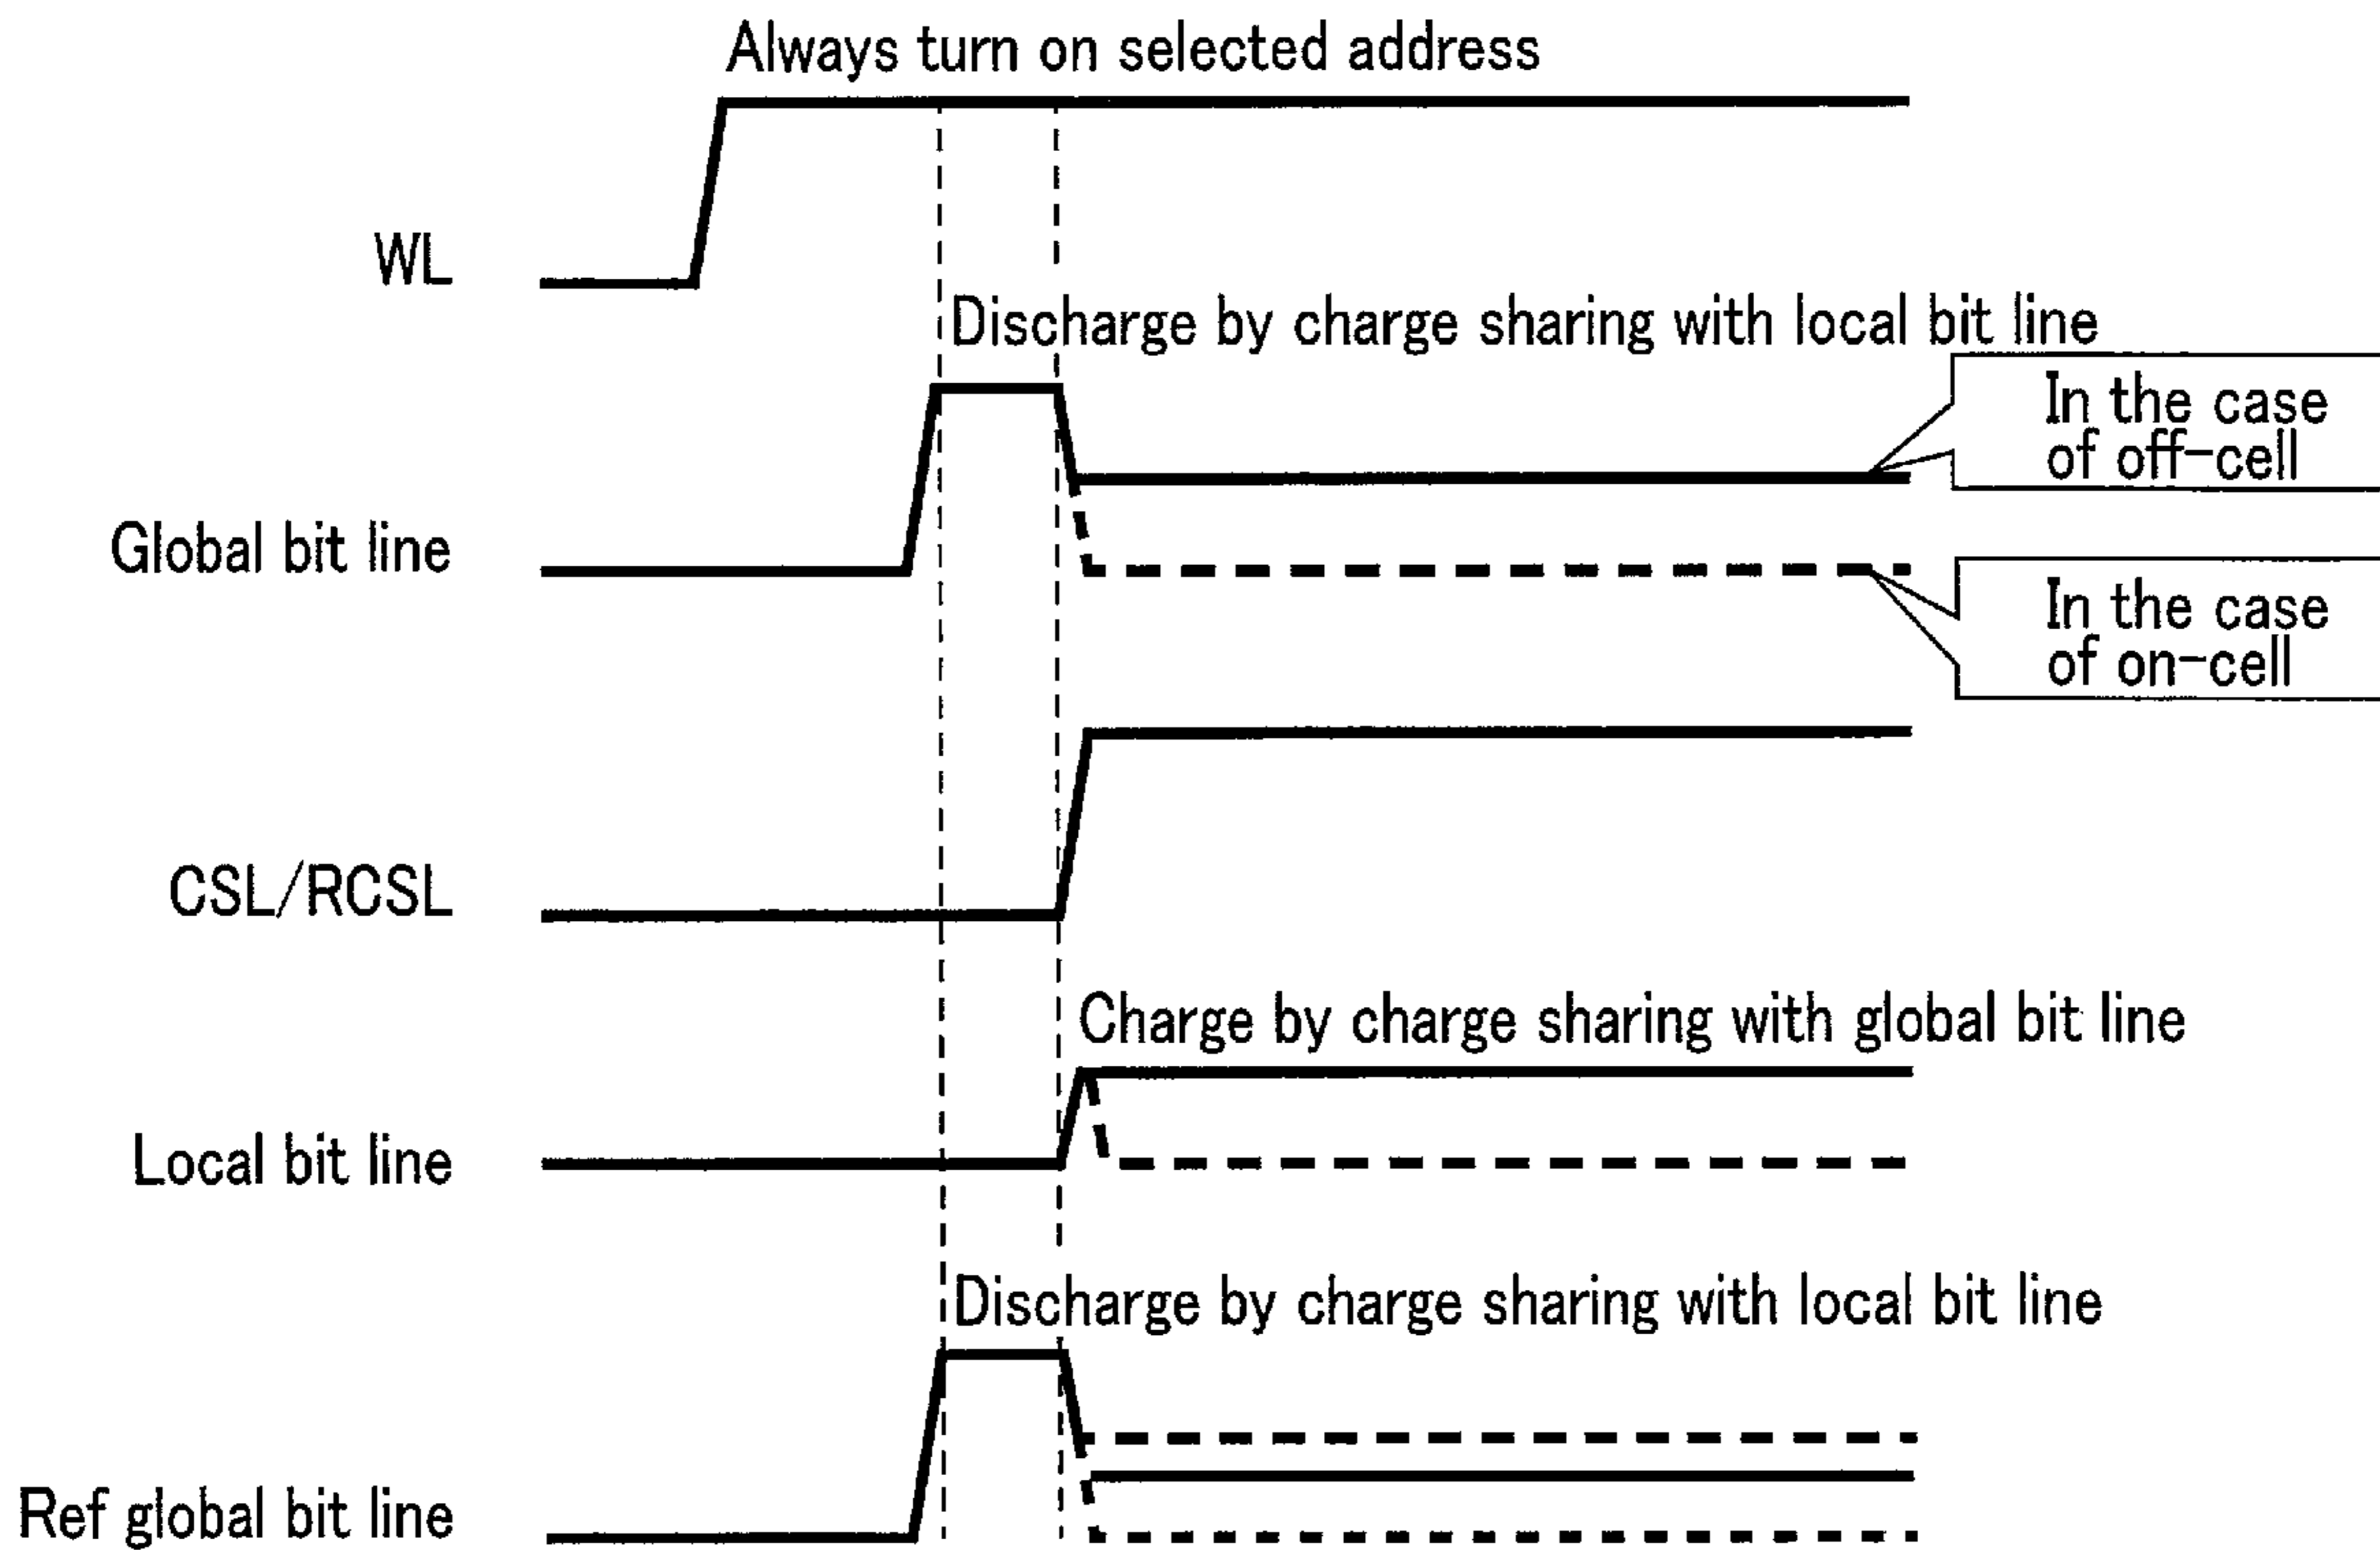 Always turn on selected address
WL
Discharge by charge sharing with local bit line
In the case
of off-cell
Global bit line
In the case
of on-cell
CSL/RCSL
Charge by charge sharing with global bit line
Local bit line
Discharge by charge sharing with local bit line
Ref global bit line